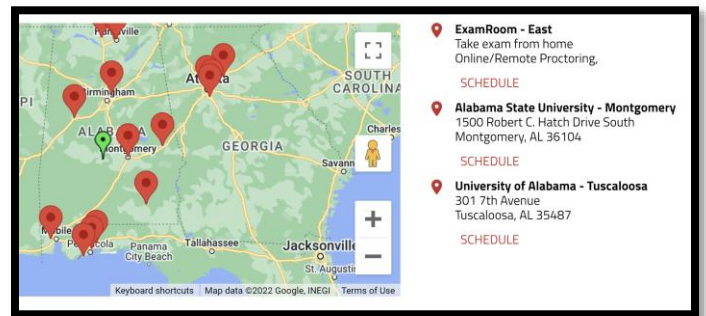 Birmingham
SOUTH
CAROLINA
Charles
Montgomery
GEORGIA
Savann
Mobile
Panama
City Beach
Tallahassee
Jacksonville
St. Augusti
Keyboard shortcuts
Map data ©2022 Google, INEGI
Terms of Use
ExamRoom - East
Take exam from home
Online/Remote Proctoring,
SCHEDULE
Alabama State University - Montgomery
1500 Robert C. Hatch Drive South
Montgomery, AL 36104
SCHEDULE
University of Alabama - Tuscaloosa
301 7th Avenue
Tuscaloosa, AL 35487
SCHEDULE